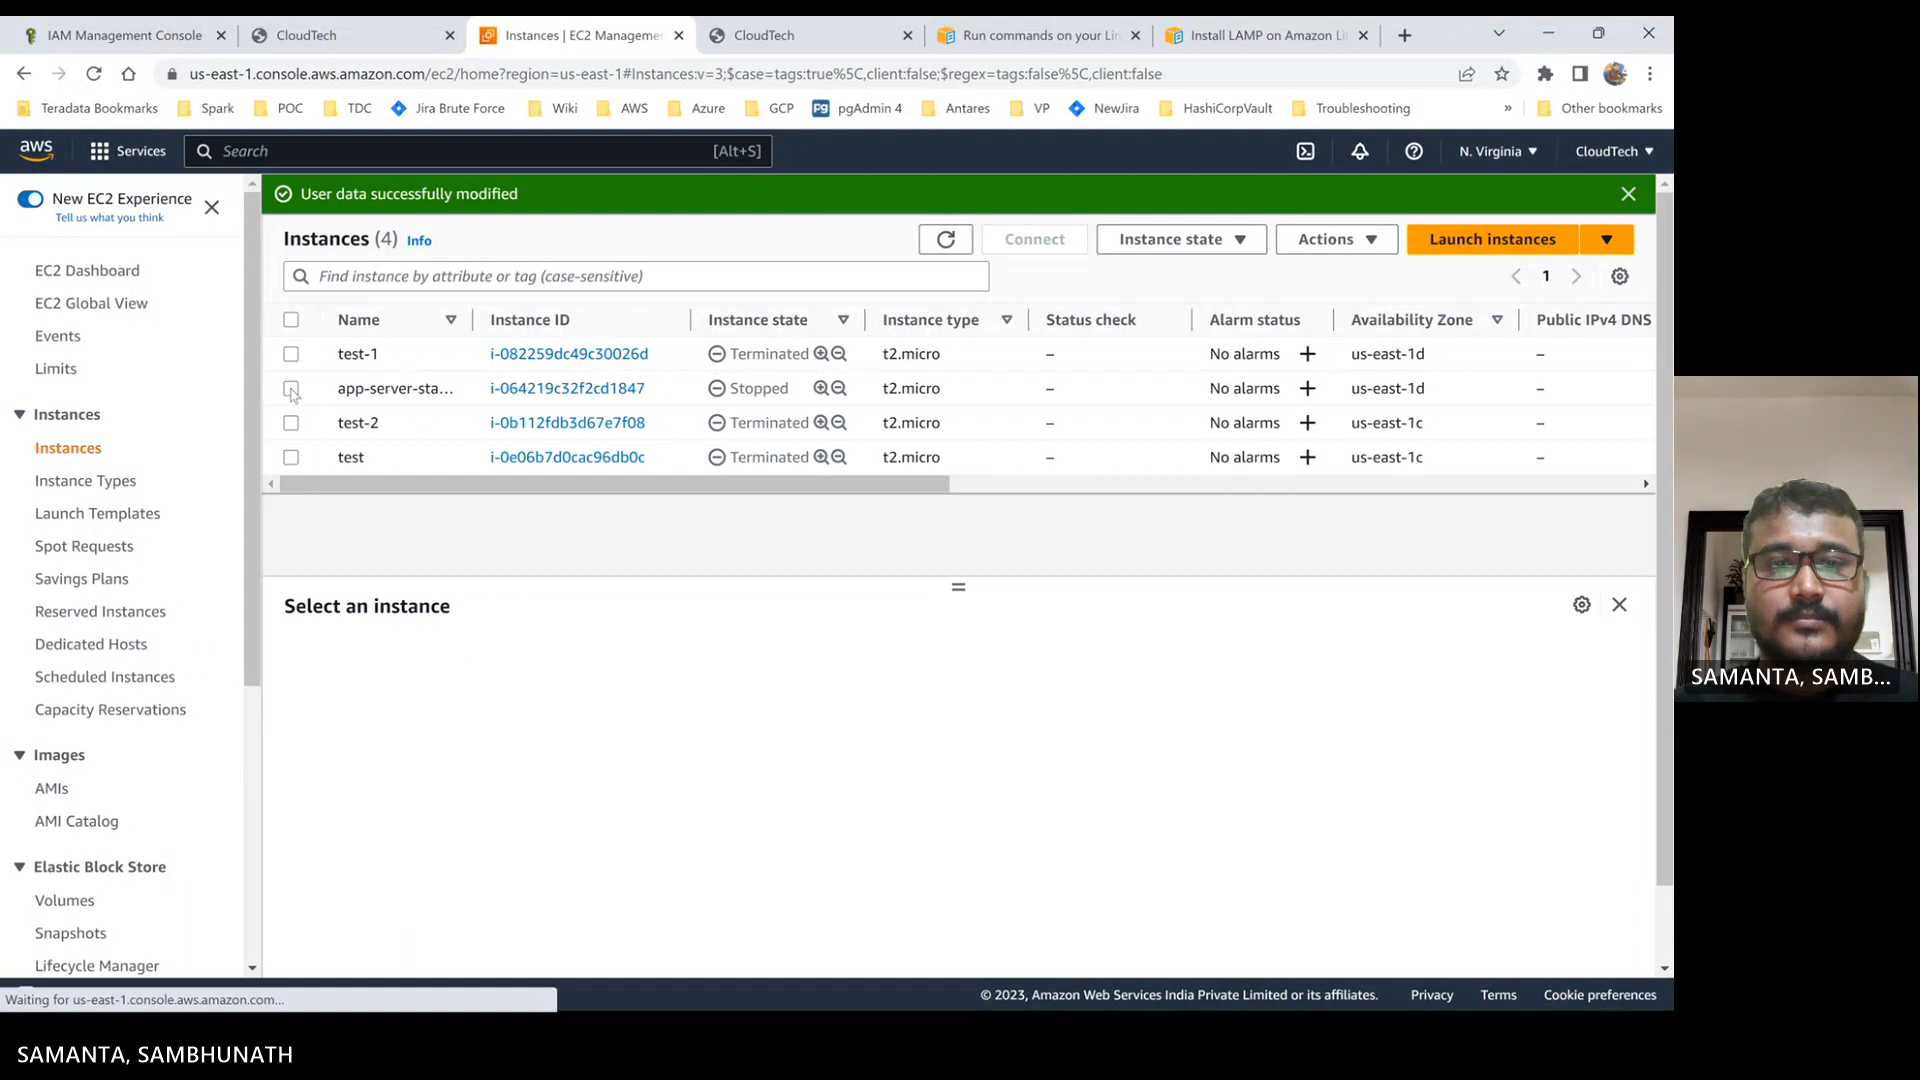 IAM Management Console
CloudTech
Instances | EC2 Manageme
CloudTech
Run commands on your Lin
Install LAMP on Amazon Li
us-east-1.console.aws.amazon.com/ec2/home?region=us-east-1#Instances:v=3;$case=tags:true%5C,client:false;$regex=tags:false%5C,client:false
Teradata Bookmarks
Spark
POC
TDC
Jira Brute Force
Wiki
AWS
Azure
GCP
pgAdmin 4
Antares
VP
NewJira
HashiCorpVault
Troubleshooting
»
Other bookmarks
aws
Services
Search
[Alt+S]
N. Virginia
CloudTech
New EC2 Experience
Tell us what you think
EC2 Dashboard
EC2 Global View
Events
Limits
Instances
Instances
Instance Types
Launch Templates
Spot Requests
Savings Plans
Reserved Instances
Dedicated Hosts
Scheduled Instances
Capacity Reservations
Images
AMIs
AMI Catalog
Elastic Block Store
Volumes
Snapshots
Lifecycle Manager
User data successfully modified
Instances (4) Info
Connect
Instance state
Actions
Launch instances
Find instance by attribute or tag (case-sensitive)
1
Name Instance ID Instance state Instance type Status check Alarm status Availability Zone Public IPv4 DNS
test-1 i-082259dc49c30026d Terminated t2.micro – No alarms + us-east-1d –
app-server-sta... i-064219c32f2cd1847 Stopped t2.micro – No alarms + us-east-1d –
test-2 i-0b112fdb3d67e7f08 Terminated t2.micro – No alarms + us-east-1c –
test i-0e06b7d0cac96db0c Terminated t2.micro – No alarms + us-east-1c –
Select an instance
SAMANTA, SAMB...
Waiting for us-east-1.console.aws.amazon.com...
© 2023, Amazon Web Services India Private Limited or its affiliates.
Privacy
Terms
Cookie preferences
SAMANTA, SAMBHUNATH